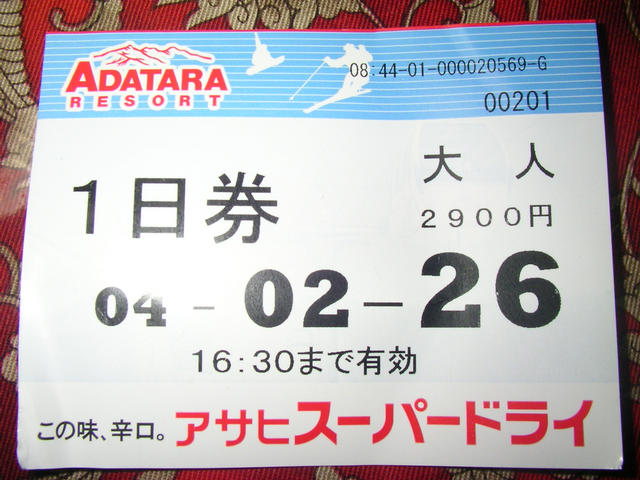 ADATARA
RESORT
08:44-01-000020569-G
00201
大人
1日券
2900円
04-02-26
16:30まで有効
この味、辛口。アサヒスーパードライ